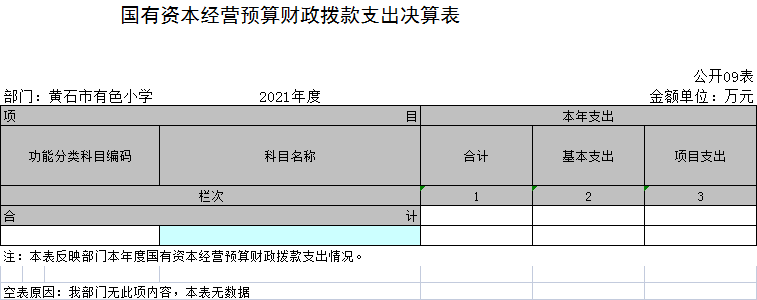 国有资本经营预算财政拨款支出决算表
公开09表
部门：黄石市有色小学 2021年度 金额单位：万元
项 目 本年支出
功能分类科目编码 科目名称 合计 基本支出 项目支出
栏次 1 2 3
合 计
注：本表反映部门本年度国有资本经营预算财政拨款支出情况。
空表原因：我部门无此项内容，本表无数据